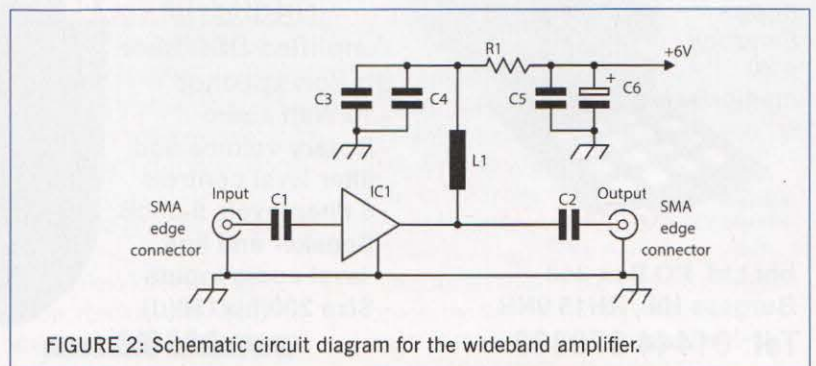 R1
+6V
C3
C4
C5
+
C6
L1
Input
C1
IC1
C2
Output
SMA
edge
connector
SMA
edge
connector
FIGURE 2: Schematic circuit diagram for the wideband amplifier.